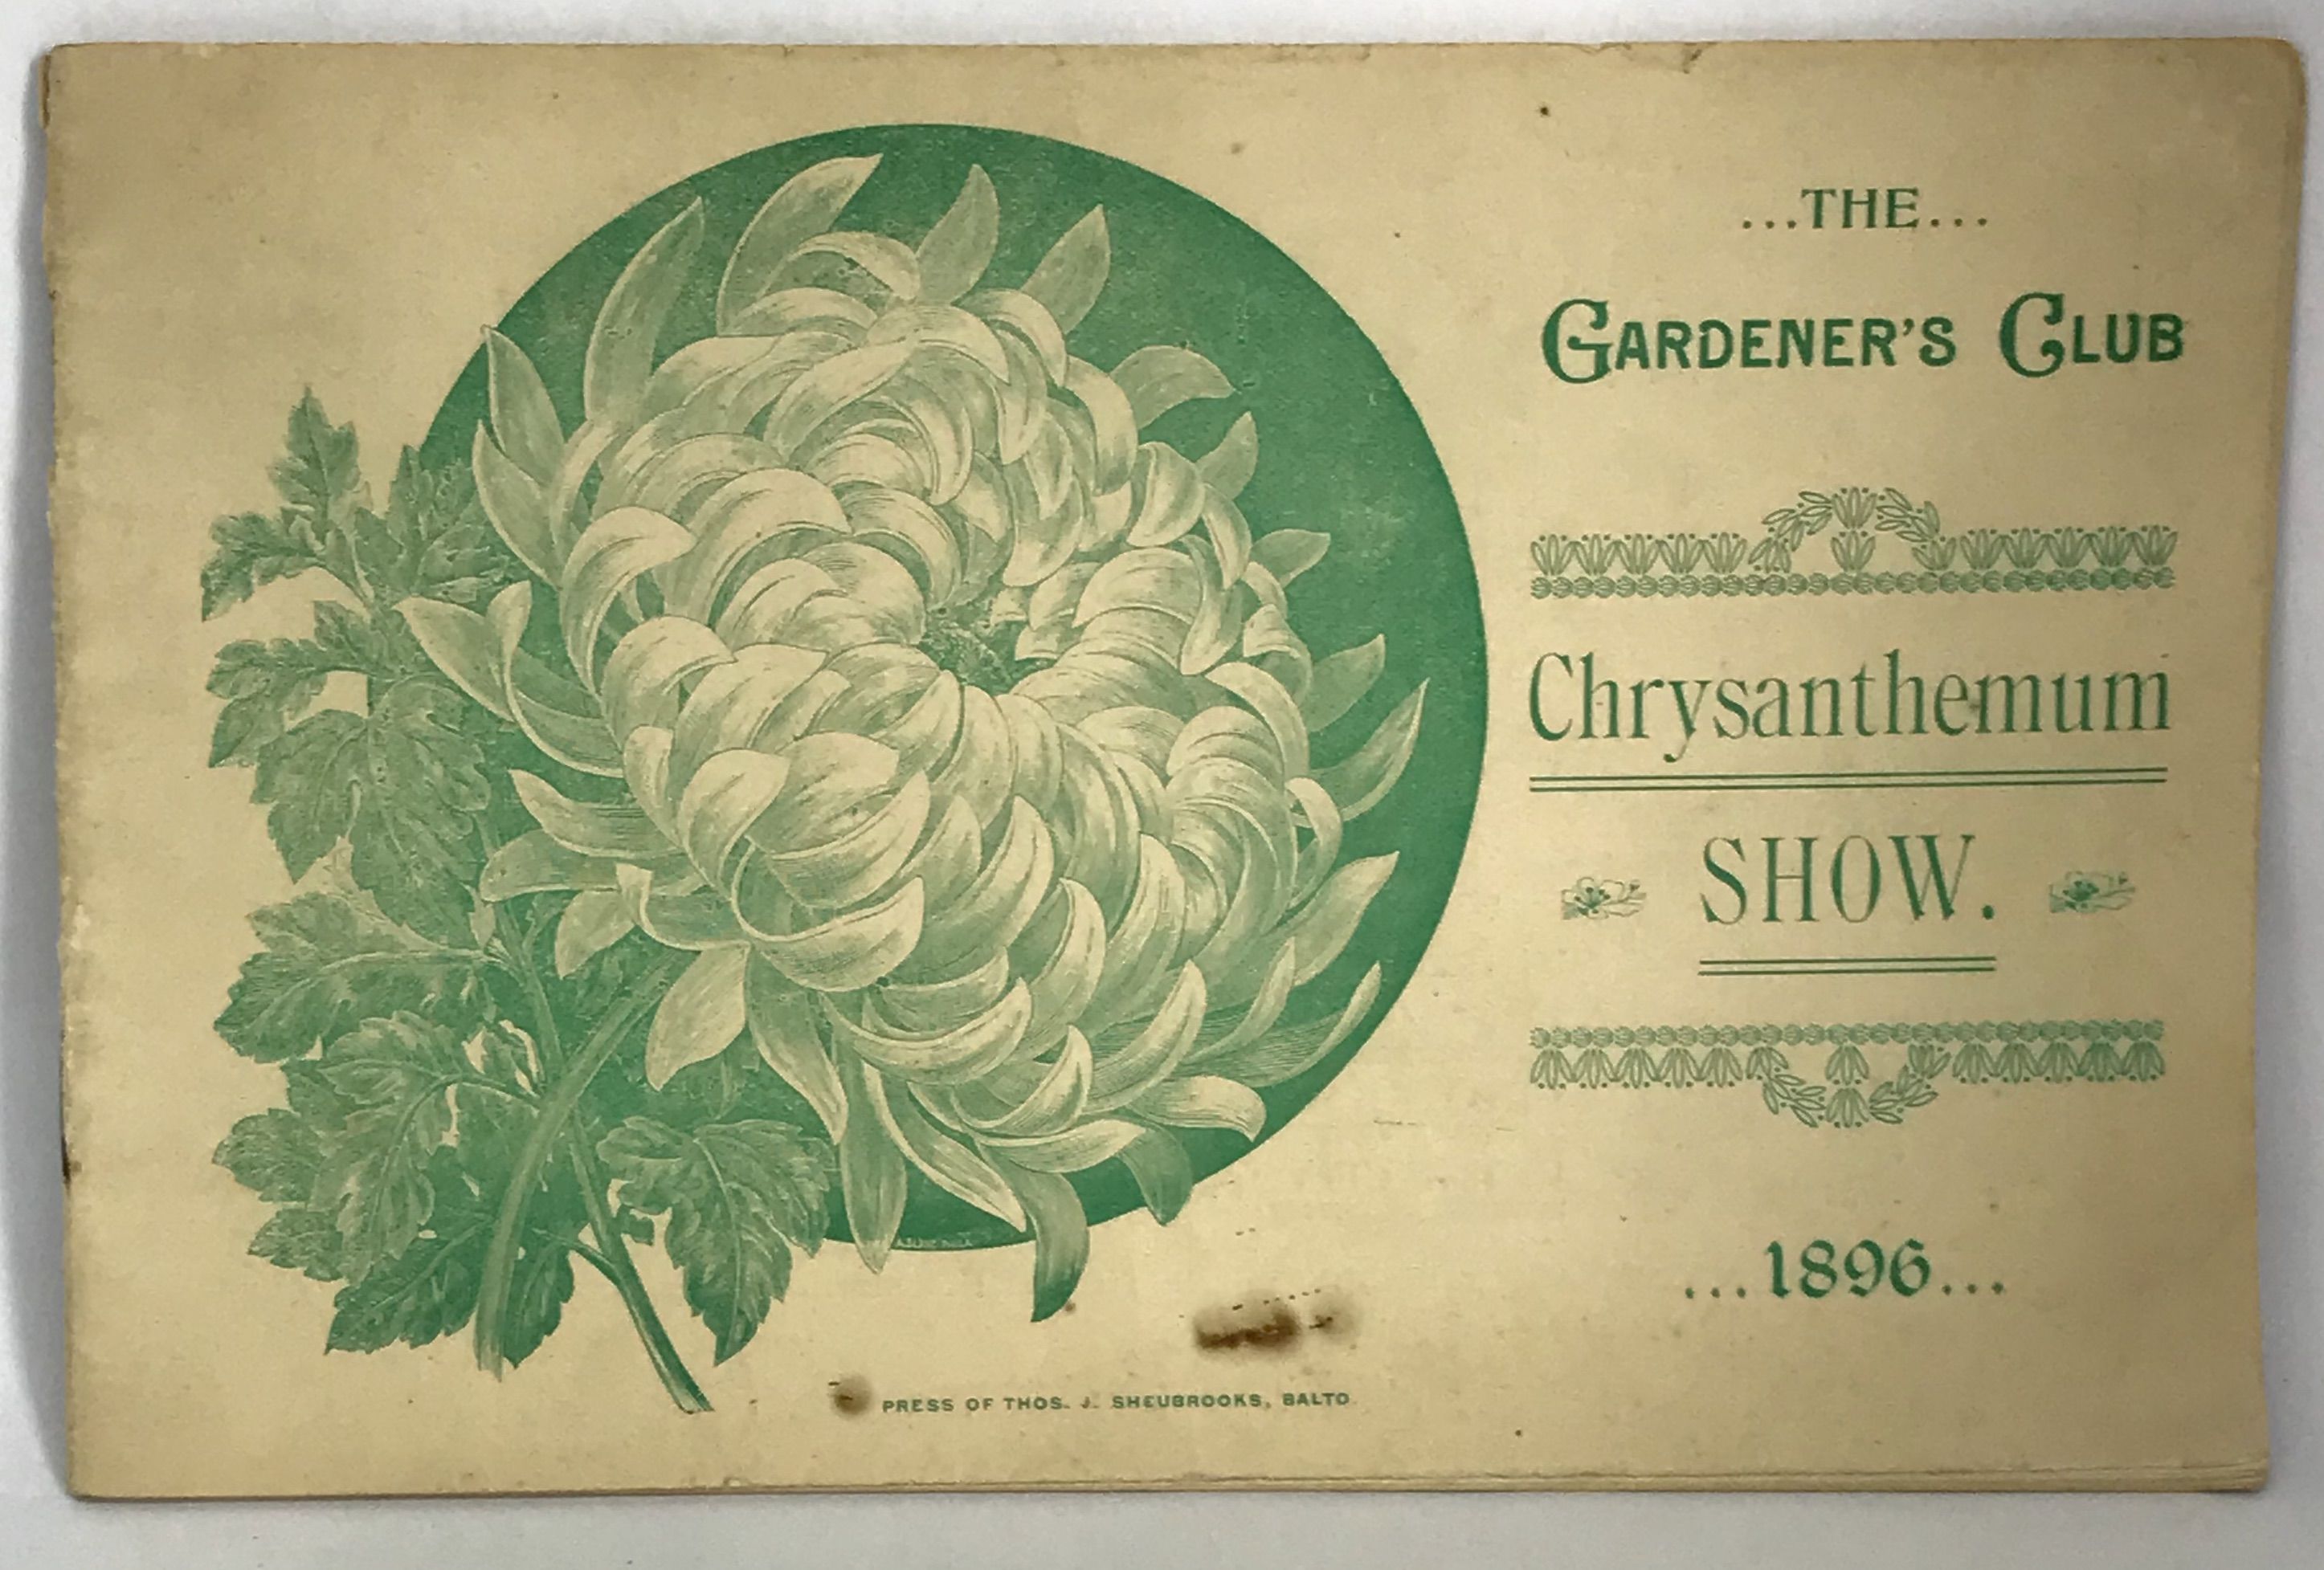 ...THE...
GARDENER'S CLUB
Chrysanthemum
SHOW.
...1896...
PRESS OF THOS. J. SHEUBROOKS, BALTO.